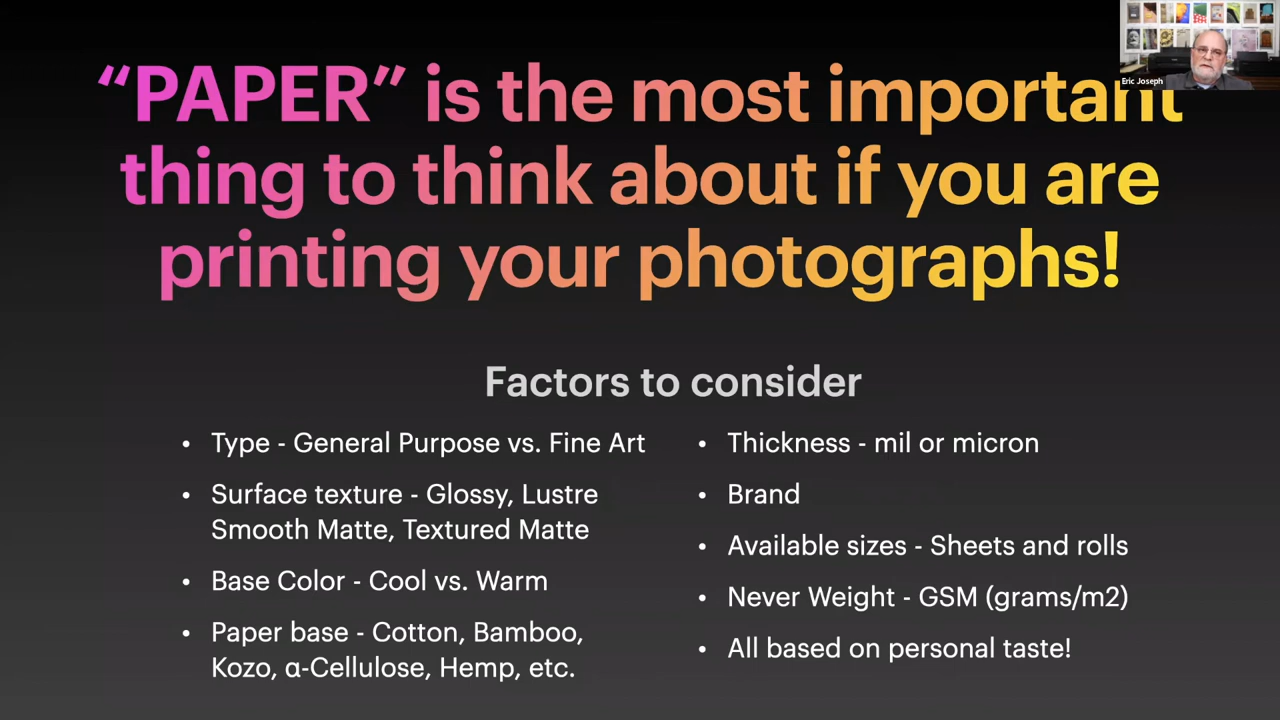 “PAPER” is the most important
thing to think about if you are
printing your photographs!
Eric Joseph
Factors to consider
• Type - General Purpose vs. Fine Art
• Surface texture - Glossy, Lustre
Smooth Matte, Textured Matte
• Base Color - Cool vs. Warm
• Paper base - Cotton, Bamboo,
Kozo, α-Cellulose, Hemp, etc.
• Thickness - mil or micron
• Brand
• Available sizes - Sheets and rolls
• Never Weight - GSM (grams/m2)
• All based on personal taste!